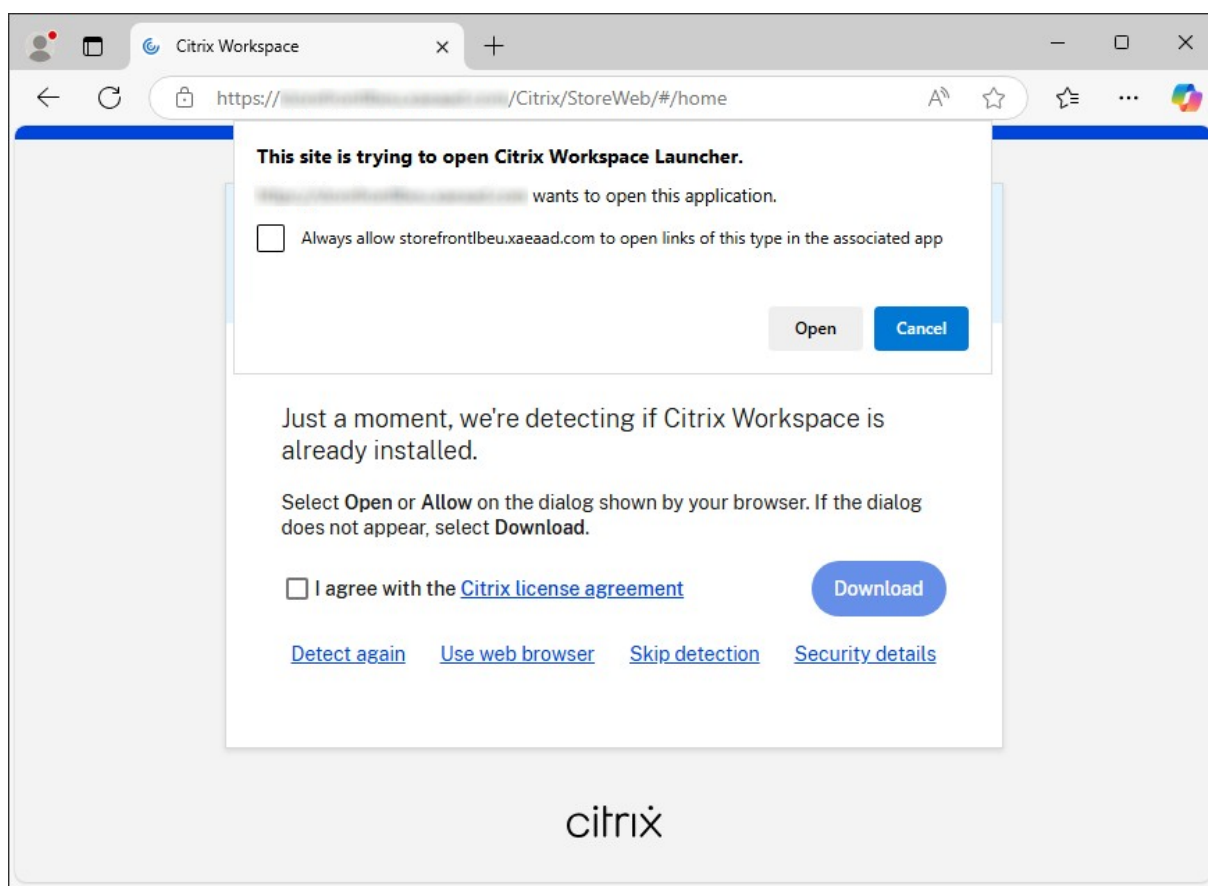 Citrix Workspace
https:// /Citrix/StoreWeb/#/home
This site is trying to open Citrix Workspace Launcher.
wants to open this application.
Always allow storefrontlbeu.xaeaad.com to open links of this type in the associated app
Open Cancel
Just a moment, we're detecting if Citrix Workspace is
already installed.
Select Open or Allow on the dialog shown by your browser. If the dialog
does not appear, select Download.
I agree with the Citrix license agreement Download
Detect again Use web browser Skip detection Security details
citrix